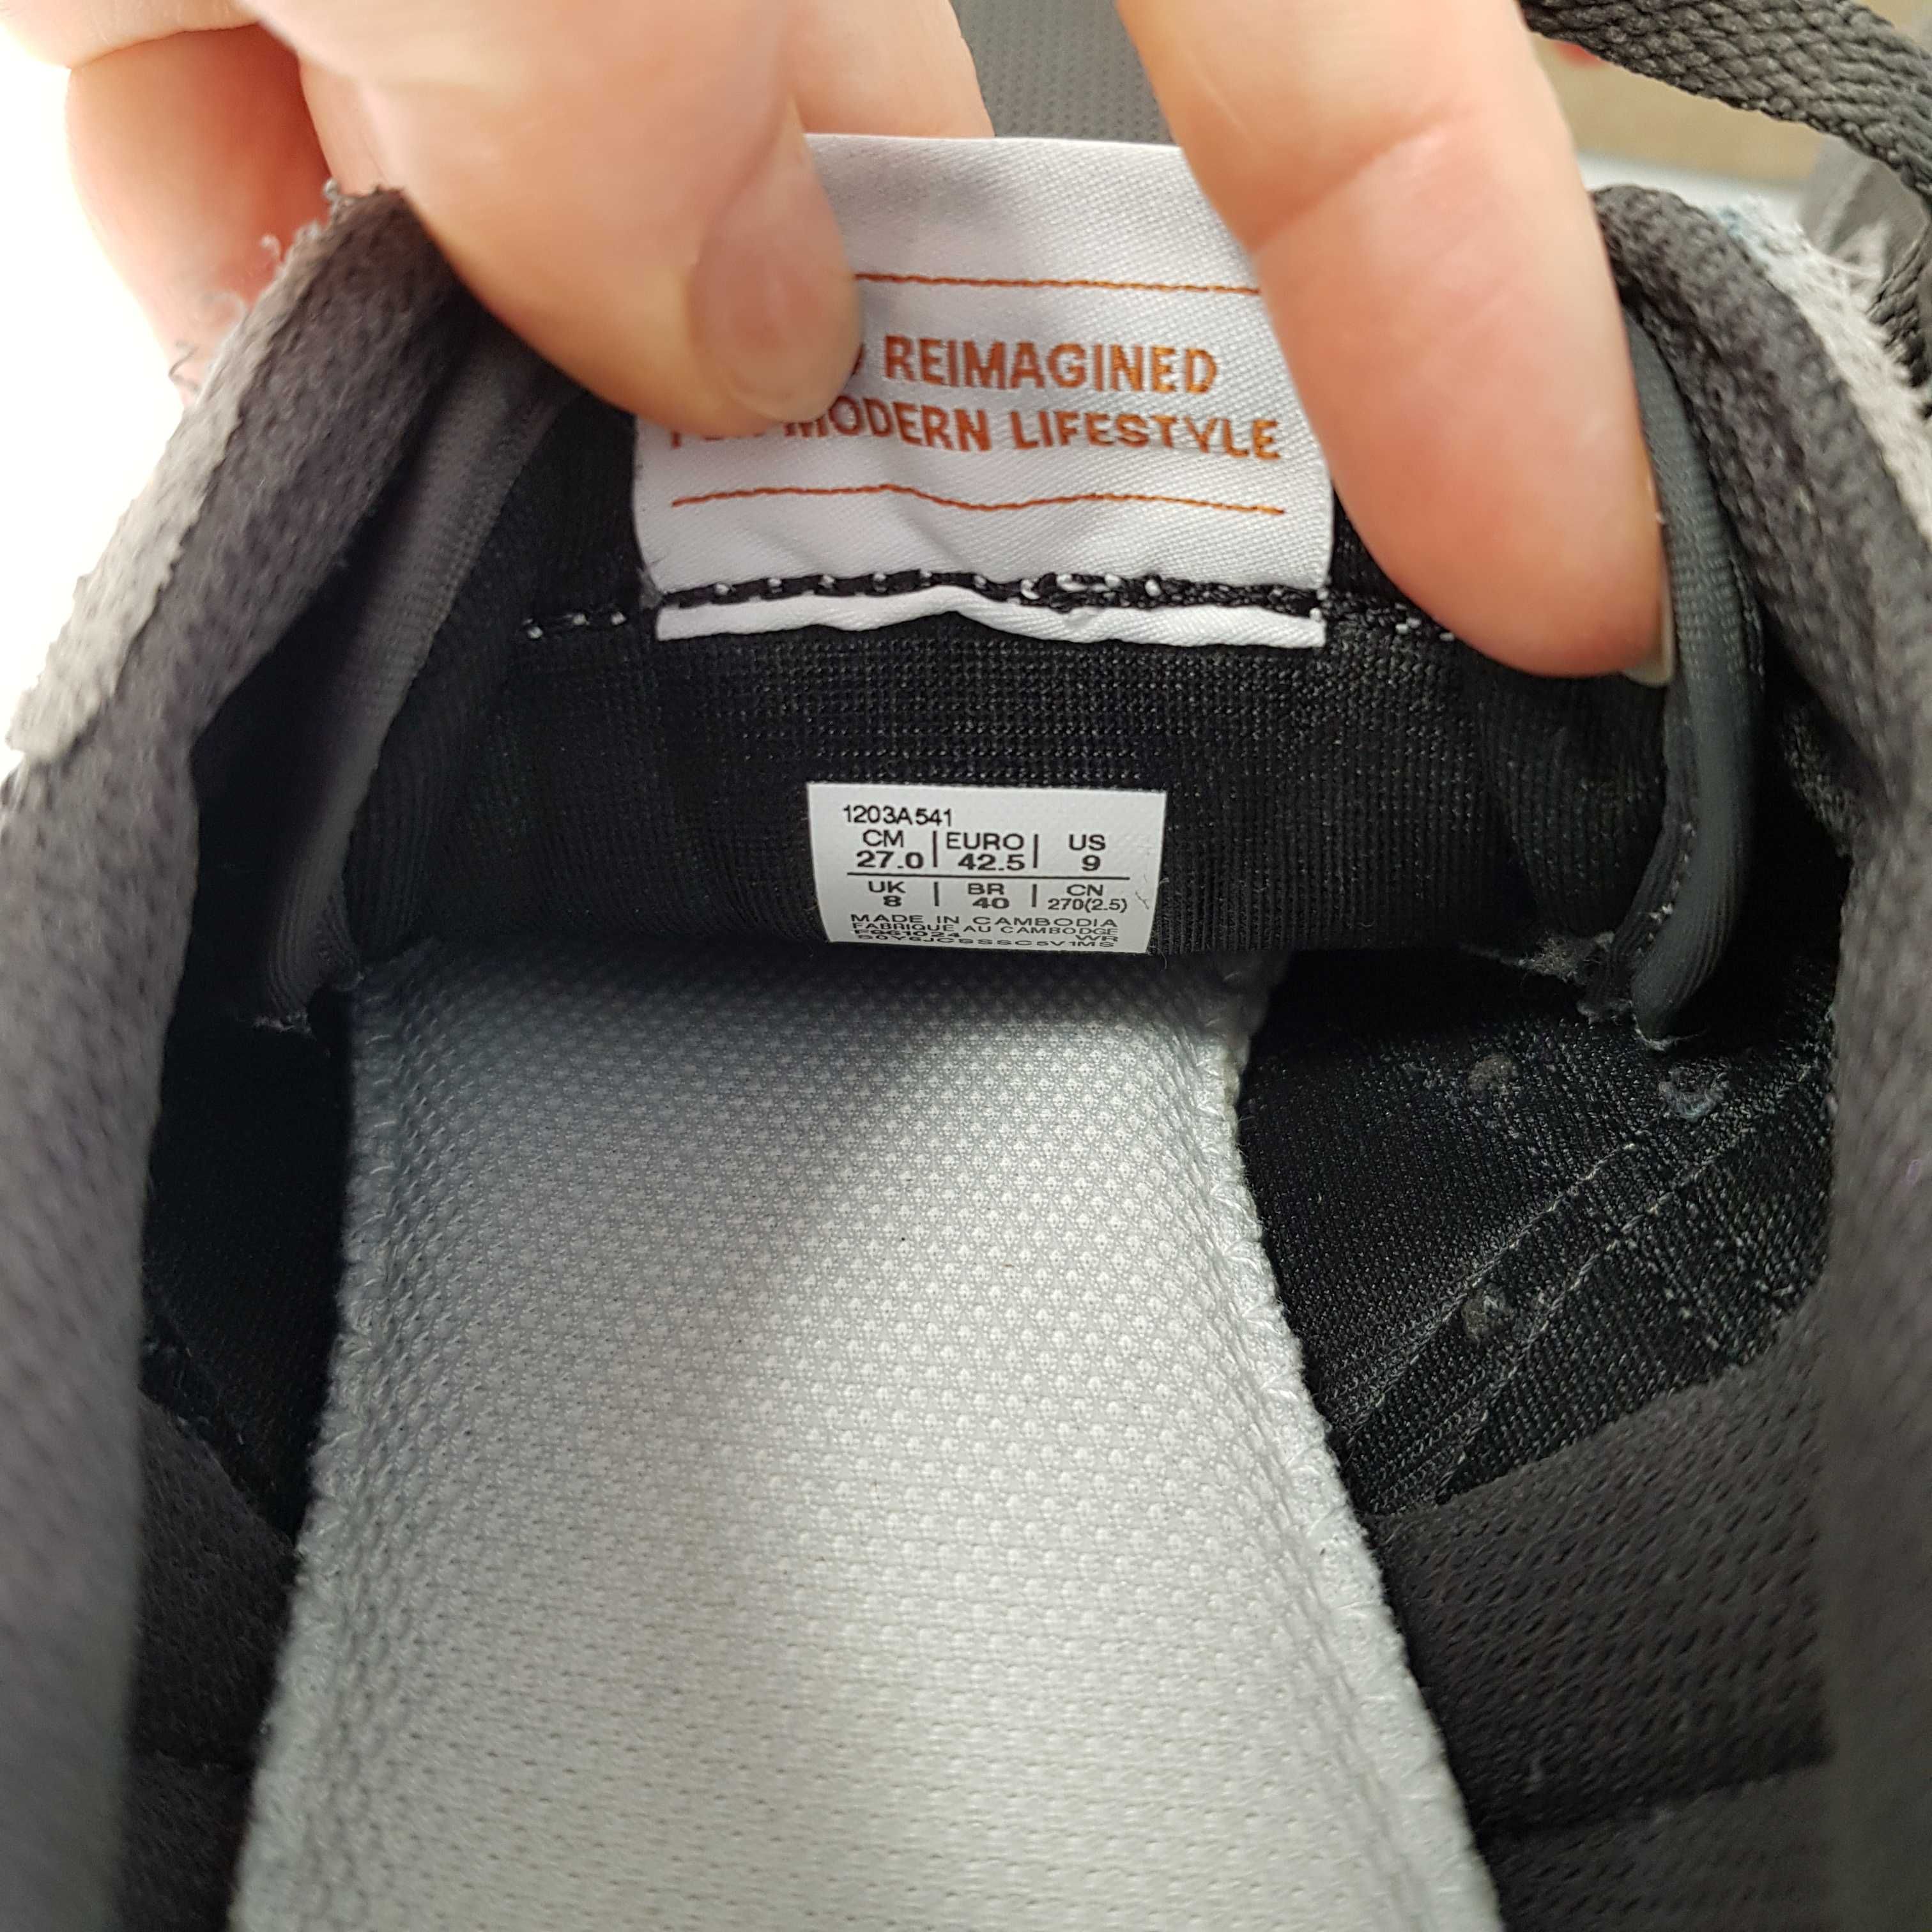 REIMAGINED
MODERN LIFESTYLE
1203A541
CM | EURO | US
27.0 | 42.5 | 9
UK | BR | CN
8 | 40 | 270(2.5)
MADE IN CAMBODIA
FABRIQUE AU CAMBODGE
WR